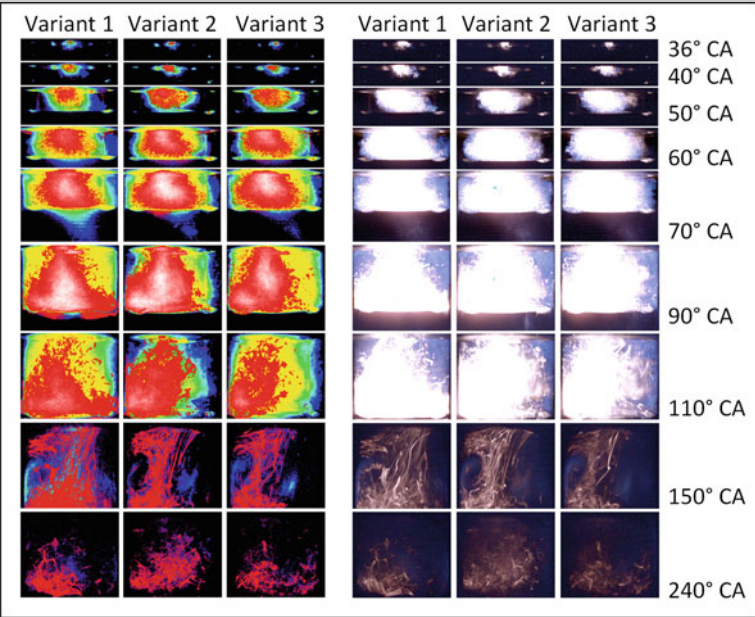 Variant 1 Variant 2 Variant 3 Variant 1 Variant 2 Variant 3
36° CA
40° CA
50° CA
60° CA
70° CA
90° CA
110° CA
150° CA
240° CA